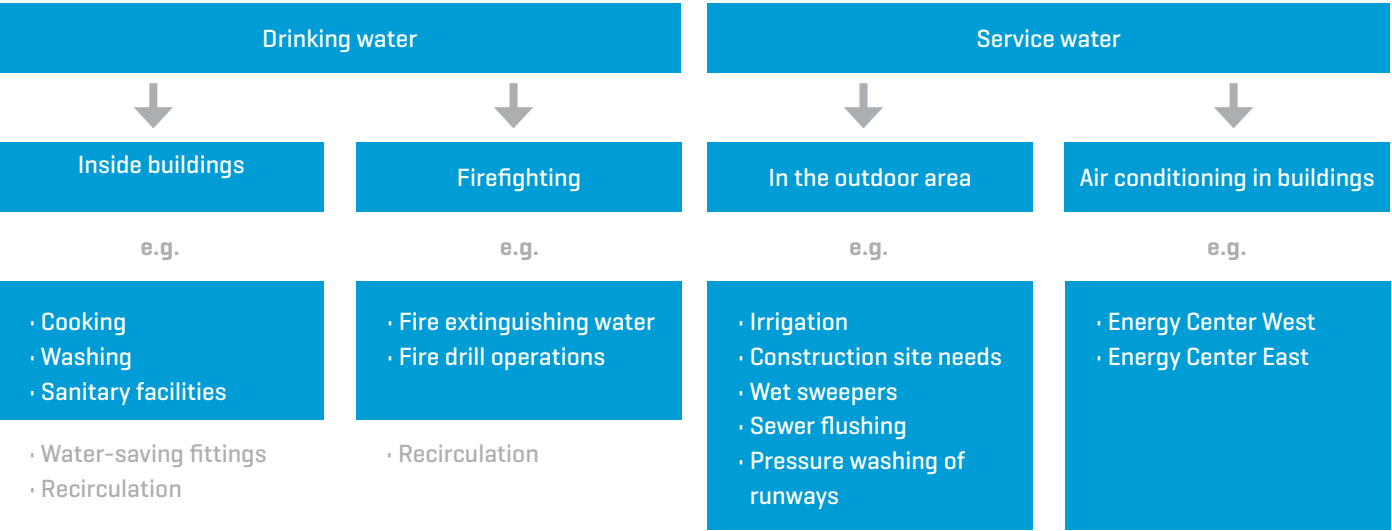 Drinking water
Service water
Inside buildings
Firefighting
In the outdoor area
Air conditioning in buildings
e.g.
e.g.
e.g.
e.g.
· Cooking
· Washing
· Sanitary facilities
· Water-saving fittings
· Recirculation
· Fire extinguishing water
· Fire drill operations
· Recirculation
· Irrigation
· Construction site needs
· Wet sweepers
· Sewer flushing
· Pressure washing of
runways
· Energy Center West
· Energy Center East